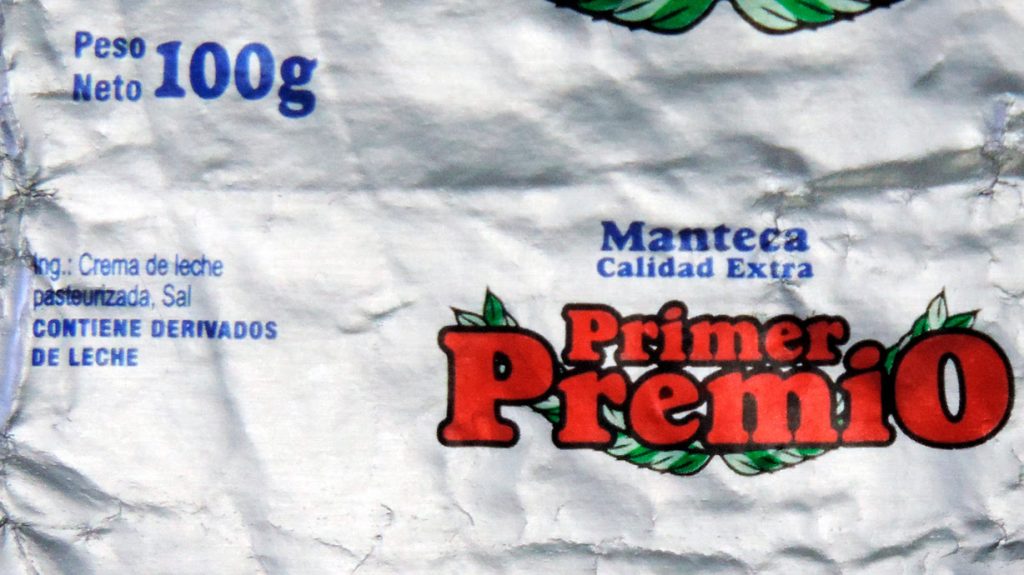 Peso
Neto 100g
Manteca
Calidad Extra
Ing.: Crema de leche
pasteurizada, Sal
CONTIENE DERIVADOS
DE LECHE
Primer
Premio